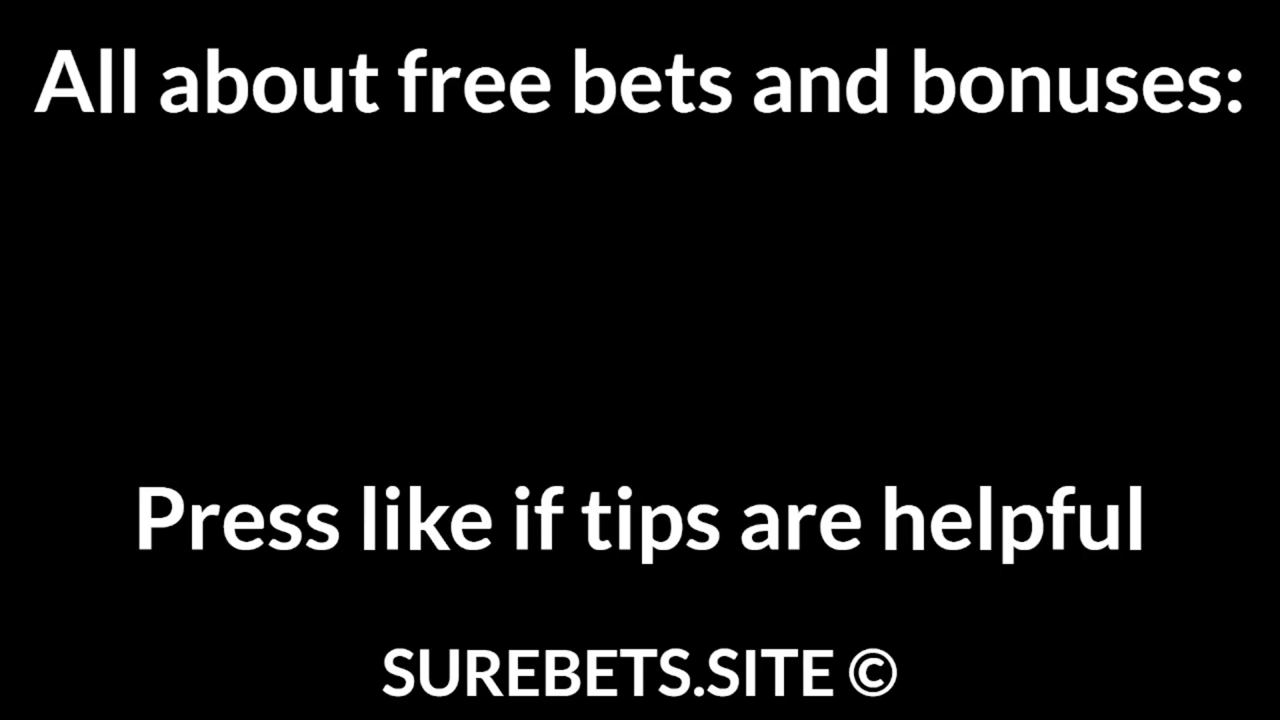 All about free bets and bonuses:
Press like if tips are helpful
SUREBETS.SITE ©